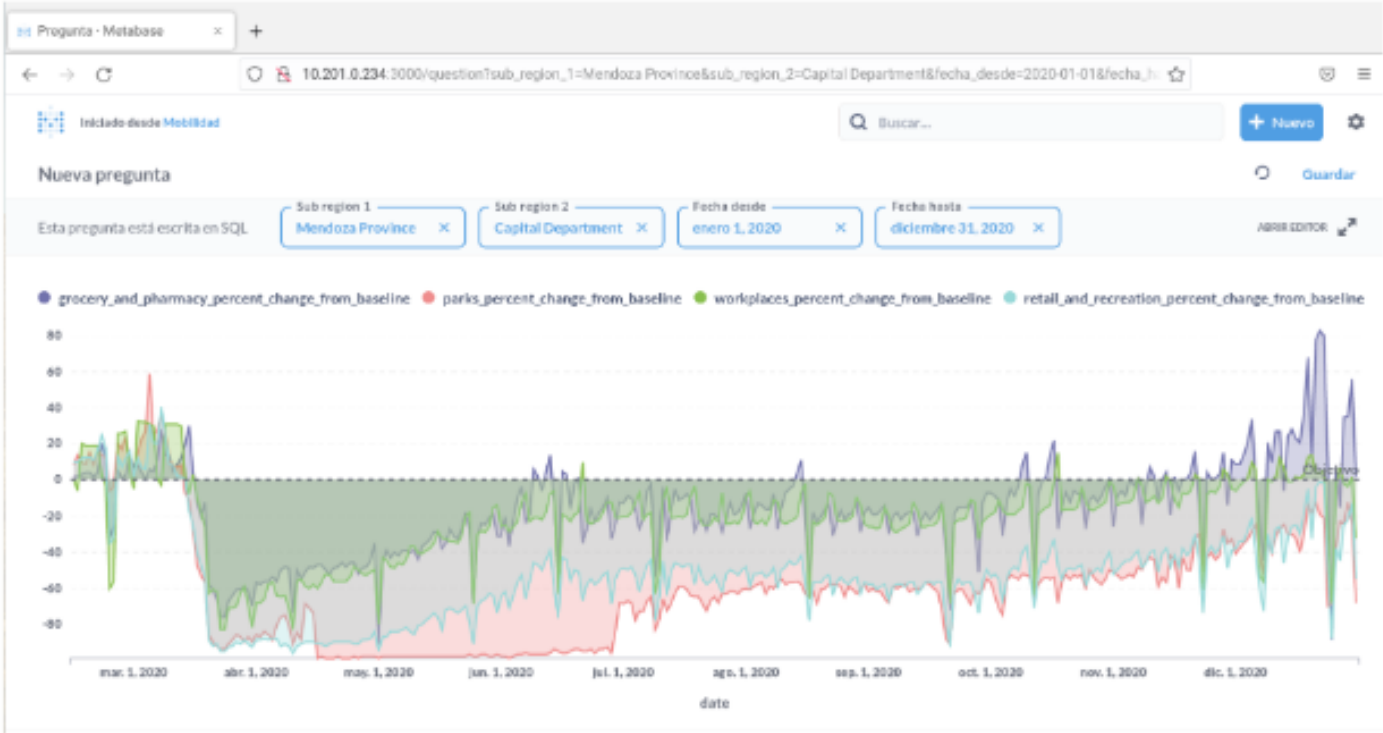 Pregunta - Metabase × +
10.201.0.234:3000/question?sub_region_1=Mendoza Province&sub_region_2=Capital Department&fecha_desde=2020-01-01&fecha_h
Iniciado desde Mobilidad
Buscar...
+ Nuevo
Nueva pregunta
Guardar
Esta pregunta está escrita en SQL
Sub region 1
Mendoza Province ×
Sub region 2
Capital Department ×
Fecha desde
enero 1, 2020 ×
Fecha hasta
diciembre 31, 2020 ×
ABRIR EDITOR
grocery_and_pharmacy_percent_change_from_baseline
parks_percent_change_from_baseline
workplaces_percent_change_from_baseline
retail_and_recreation_percent_change_from_baseline
80
60
40
20
0
-20
-40
-60
-80
Objetivo
mar. 1, 2020
abr. 1, 2020
may. 1, 2020
jun. 1, 2020
jul. 1, 2020
ago. 1, 2020
sep. 1, 2020
oct. 1, 2020
nov. 1, 2020
dic. 1, 2020
date